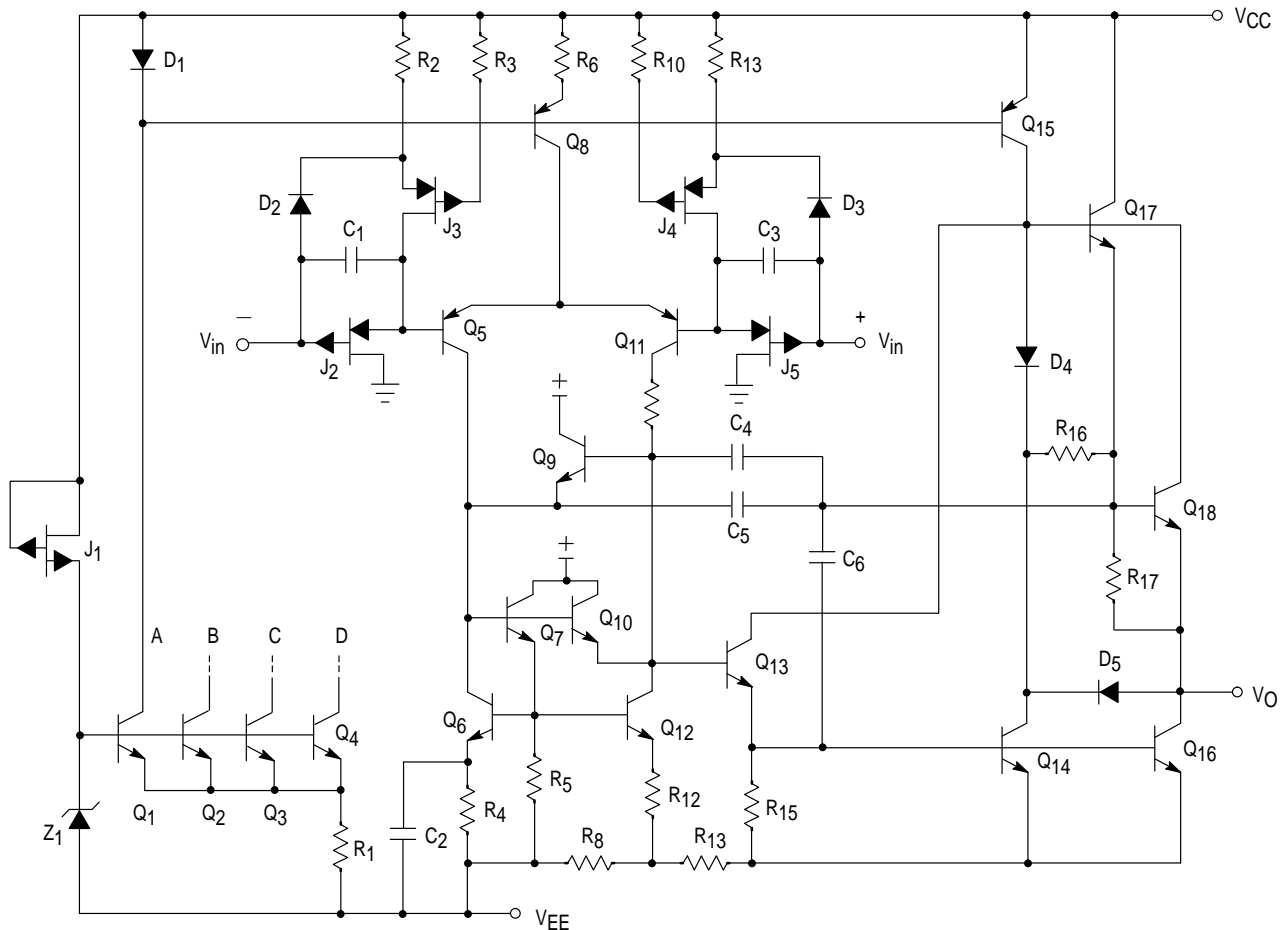 VCC
D1
R2
R3
R6
R10
R13
Q8
Q15
D2
J3
J4
D3
Q17
C1
C3
−
Vin
J2
Q5
Q11
J5
+
Vin
D4
+
Q9
C4
R16
C5
Q18
J1
+
C6
R17
A
B
C
D
Q7
Q10
Q13
D5
VO
Q6
Q12
Q4
Q14
Q16
Z1
Q1
Q2
Q3
R1
C2
R4
R5
R12
R15
R8
R13
VEE